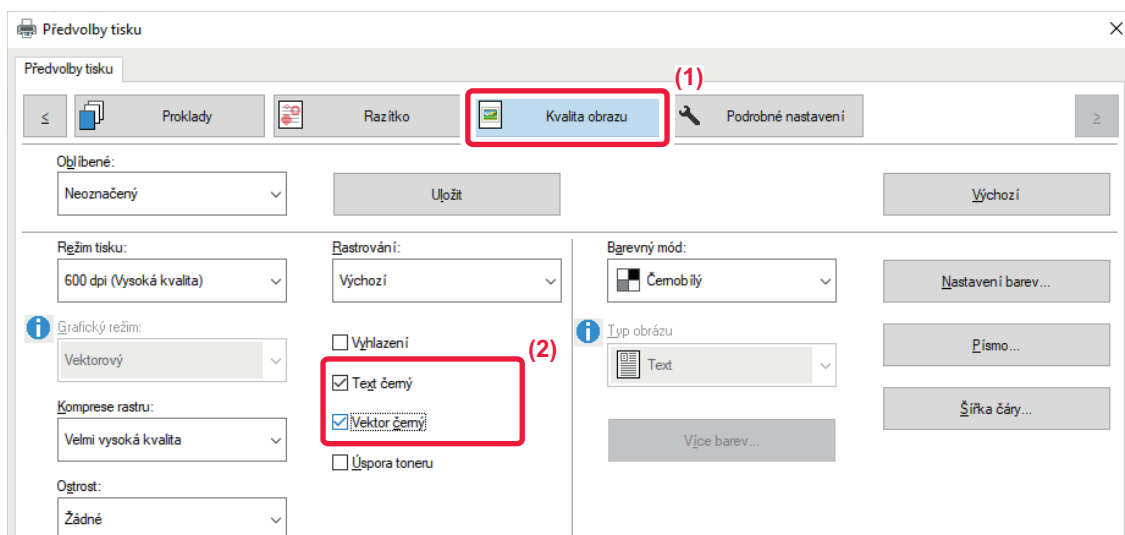 Předvolby tisku
Předvolby tisku
(1)
< Proklady Razítko Kvalita obrazu Podrobné nastavení >
Oblíbené:
Neoznačený Uložit Výchozí
Režim tisku: Rastrování: Barevný mód:
600 dpi (Vysoká kvalita) Výchozí Černobílý Nastavení barev...
Grafický režim: Typ obrázu
Vyhlazení (2) Písmo...
Vektorový Text
Text černý
Komprese rastru: Šířka čáry...
Vektor černý
Velmi vysoká kvalita Více barev...
Úspora toneru
Ostrost:
Žádné